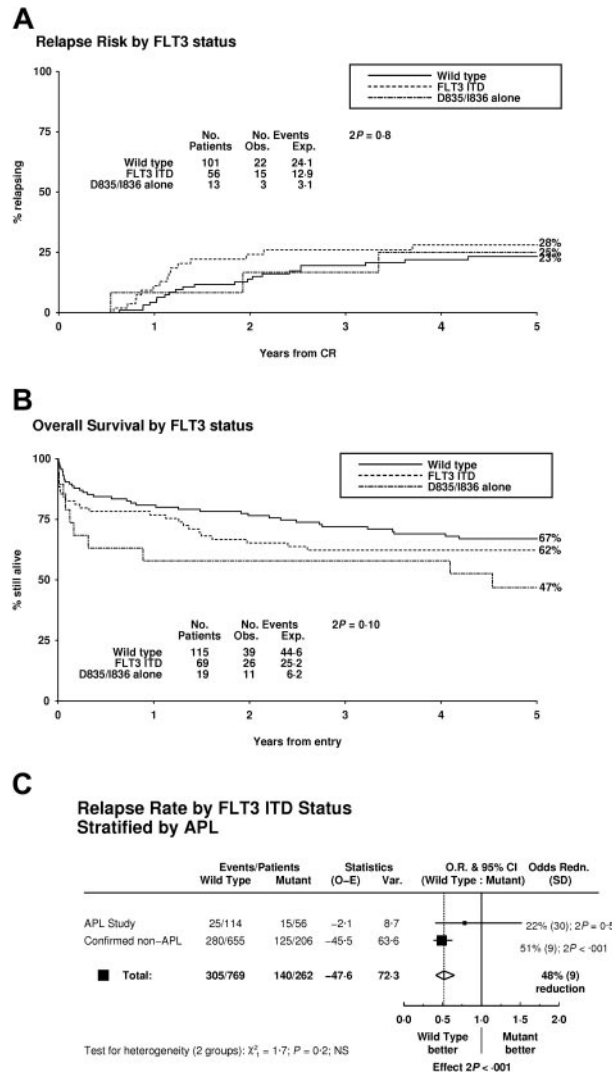 A
Relapse Risk by FLT3 status
100
75
50
25
0
% relapsing
Wild type
FLT3 ITD
D835/I836 alone
No. No. Events 2P = 0·8
Patients Obs. Exp.
Wild type 101 22 24·1
FLT3 ITD 56 15 12·9
D835/I836 alone 13 3 3·1
28%
25%
23%
0 1 2 3 4 5
Years from CR
B
Overall Survival by FLT3 status
100
75
50
25
0
% still alive
Wild type
FLT3 ITD
D835/I836 alone
67%
62%
47%
No. No. Events 2P = 0·10
Patients Obs. Exp.
Wild type 115 39 44·6
FLT3 ITD 69 26 25·2
D835/I836 alone 19 11 6·2
0 1 2 3 4 5
Years from entry
C
Relapse Rate by FLT3 ITD Status
Stratified by APL
Events/Patients Statistics O.R. & 95% CI Odds Redn.
Wild Type Mutant (O–E) Var. (Wild Type : Mutant) (SD)
APL Study 25/114 15/56 –2·1 8·7 22% (30); 2P = 0·5
Confirmed non–APL 280/655 125/206 –45·5 63·6 51% (9); 2P < ·001
Total: 305/769 140/262 –47·6 72·3 48% (9)
reduction
0·0 0·5 1·0 1·5 2·0
Wild Type Mutant
better better
Test for heterogeneity (2 groups): χ²₁ = 1·7; P = 0·2; NS
Effect 2P < ·001